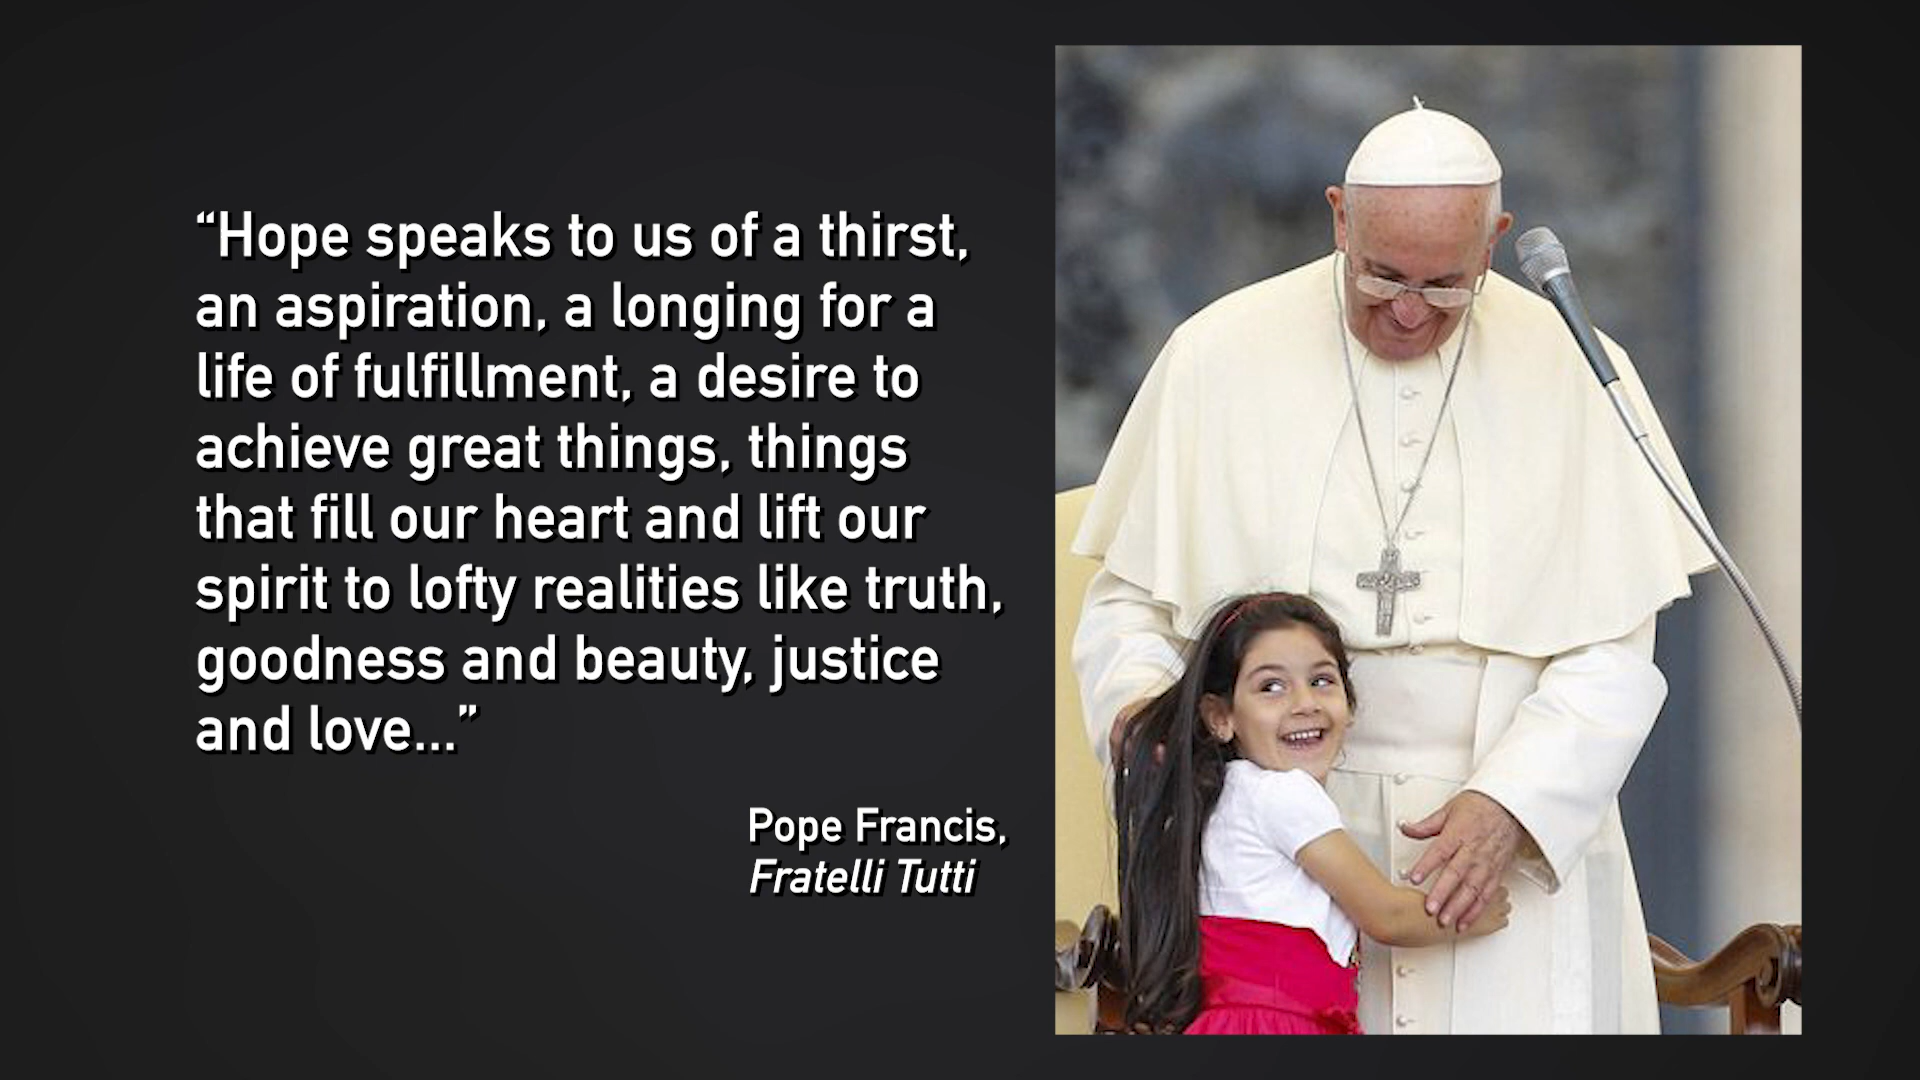 “Hope speaks to us of a thirst,
an aspiration, a longing for a
life of fulfillment, a desire to
achieve great things, things
that fill our heart and lift our
spirit to lofty realities like truth,
goodness and beauty, justice
and love...”
Pope Francis,
Fratelli Tutti